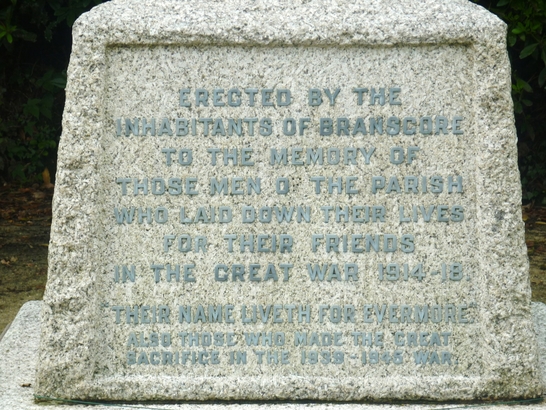 ERECTED BY THE
INHABITANTS OF BRANSGORE
TO THE MEMORY OF
THOSE MEN O' THE PARISH
WHO LAID DOWN THEIR LIVES
FOR THEIR FRIENDS
IN THE GREAT WAR 1914-18.
"THEIR NAME LIVETH FOR EVERMORE"
ALSO THOSE WHO MADE THE GREAT
SACRIFICE IN THE 1939-1945 WAR